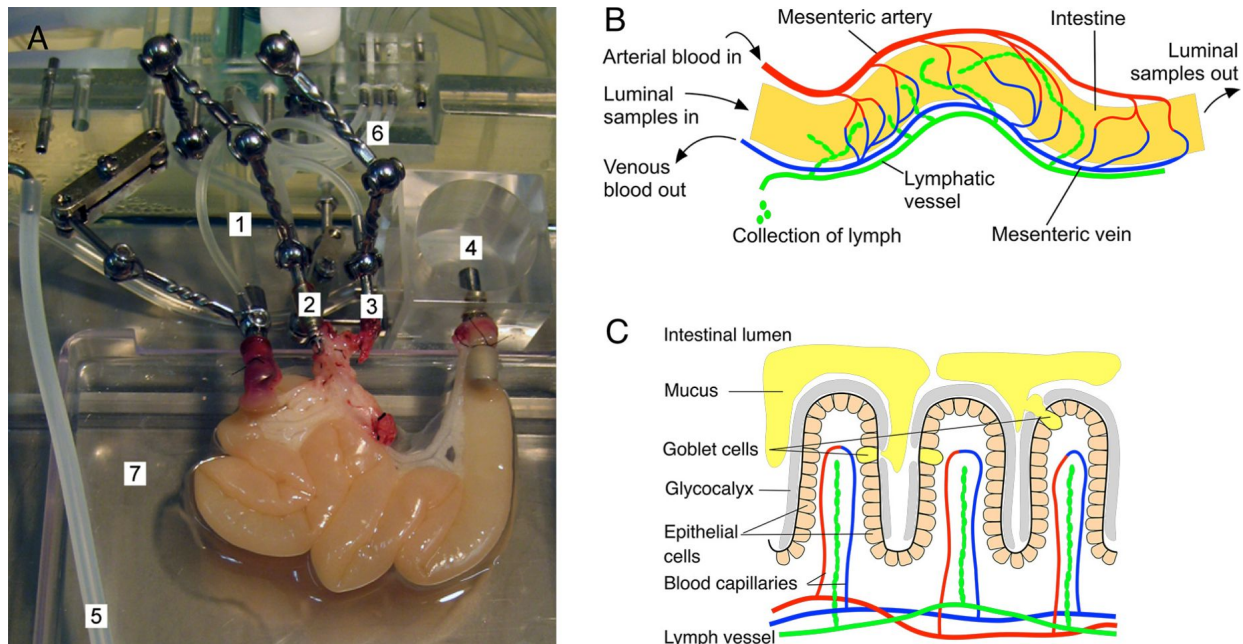 A
1
2
3
4
5
6
7
B
Mesenteric artery
Intestine
Arterial blood in
Luminal
samples out
Luminal
samples in
Venous
blood out
Lymphatic
vessel
Collection of lymph
Mesenteric vein
C
Intestinal lumen
Mucus
Goblet cells
Glycocalyx
Epithelial
cells
Blood capillaries
Lymph vessel